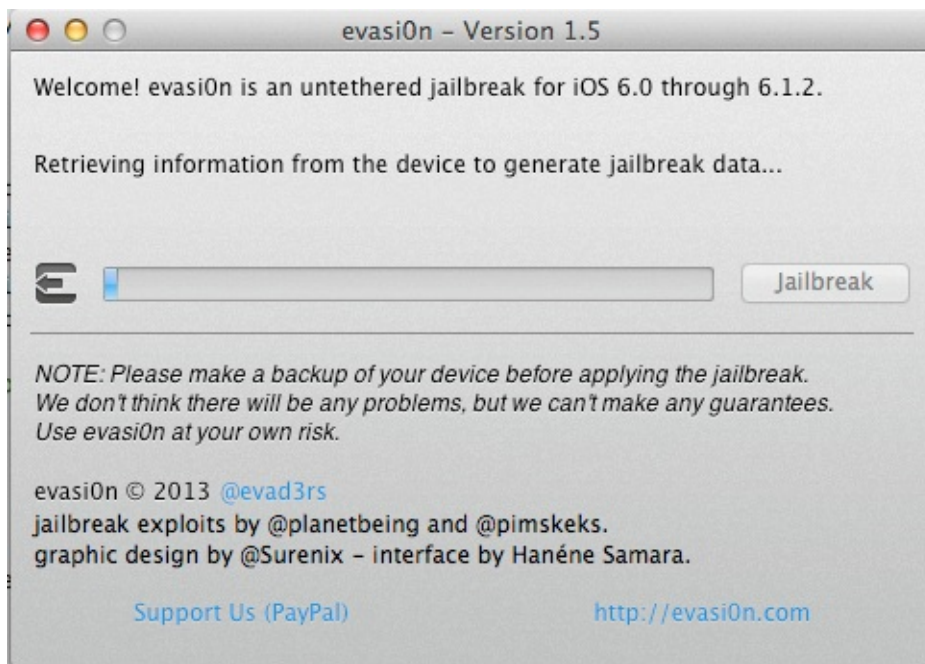 evasi0n – Version 1.5
Welcome! evasi0n is an untethered jailbreak for iOS 6.0 through 6.1.2.
Retrieving information from the device to generate jailbreak data...
Jailbreak
NOTE: Please make a backup of your device before applying the jailbreak.
We don't think there will be any problems, but we can't make any guarantees.
Use evasi0n at your own risk.
evasi0n © 2013 @evad3rs
jailbreak exploits by @planetbeing and @pimskeks.
graphic design by @Surenix – interface by Hanéne Samara.
Support Us (PayPal) http://evasi0n.com